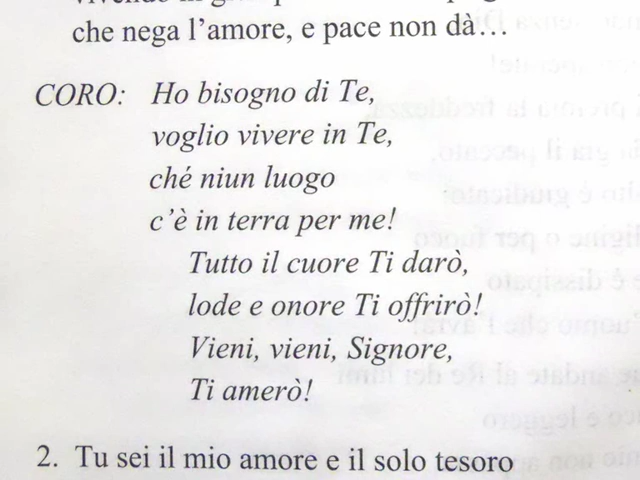 che nega l'amore, e pace non dà...
CORO: Ho bisogno di Te,
voglio vivere in Te,
ché niun luogo
c'è in terra per me!
Tutto il cuore Ti darò,
lode e onore Ti offrirò!
Vieni, vieni, Signore,
Ti amerò!
2. Tu sei il mio amore e il solo tesoro